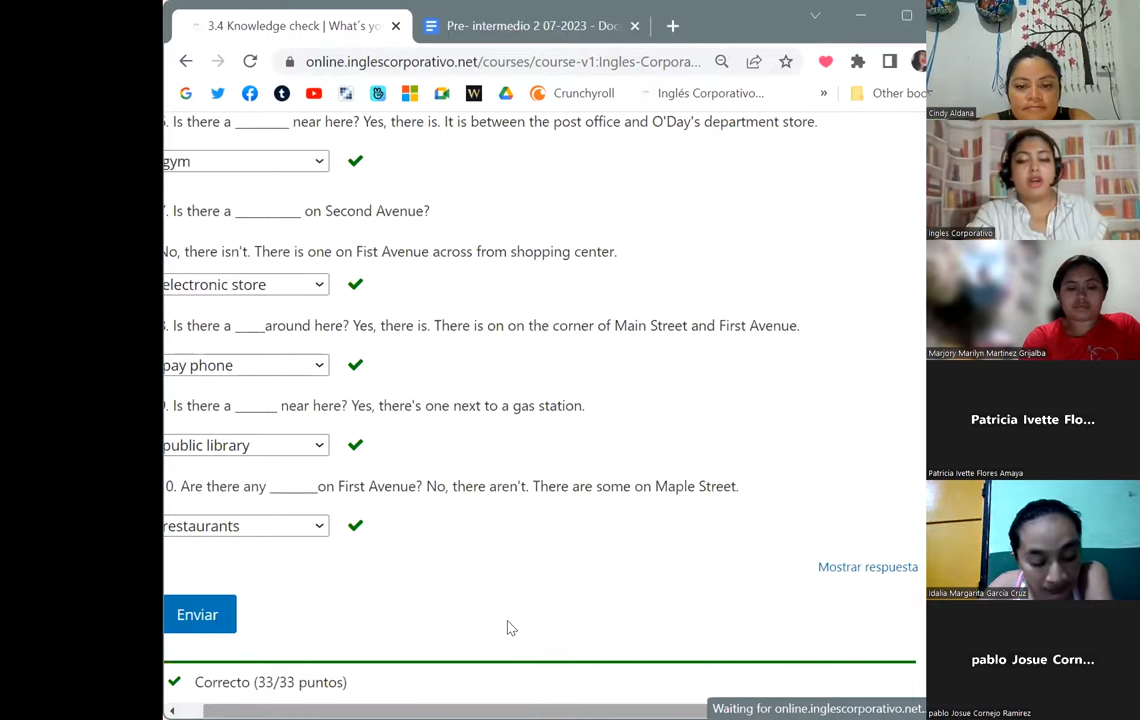 3.4 Knowledge check | What's yo
Pre- intermedio 2 07-2023 - Doc
online.inglescorporativo.net/courses/course-v1:Ingles-Corpora...
Crunchyroll
Inglés Corporativo...
»
Other boo
. Is there a ________ near here? Yes, there is. It is between the post office and O'Day's department store.
gym
. Is there a __________ on Second Avenue?
No, there isn't. There is one on Fist Avenue across from shopping center.
electronic store
. Is there a ____around here? Yes, there is. There is on on the corner of Main Street and First Avenue.
pay phone
. Is there a ______ near here? Yes, there's one next to a gas station.
public library
0. Are there any _______on First Avenue? No, there aren't. There are some on Maple Street.
restaurants
Mostrar respuesta
Enviar
Correcto (33/33 puntos)
Waiting for online.inglescorporativo.net...
Cindy Aldana
Ingles Corporativo
Marjory Marilyn Martinez Grijalba
Patricia Ivette Flo...
Patricia Ivette Flores Amaya
Idalia Margarita García Cruz
pablo Josue Corn...
pablo Josue Cornejo Ramirez